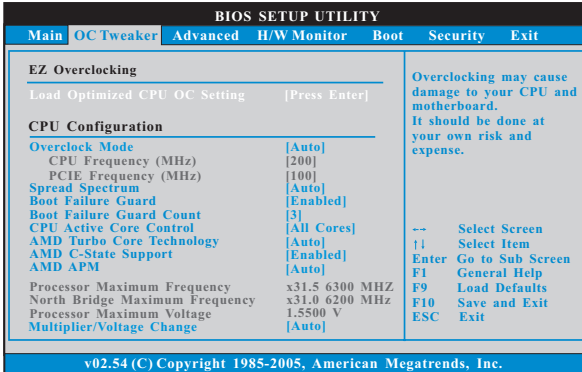 BIOS SETUP UTILITY
Main OC Tweaker Advanced H/W Monitor Boot Security Exit
EZ Overclocking
Load Optimized CPU OC Setting [Press Enter]
CPU Configuration
Overclock Mode [Auto]
CPU Frequency (MHz) [200]
PCIE Frequency (MHz) [100]
Spread Spectrum [Auto]
Boot Failure Guard [Enabled]
Boot Failure Guard Count [3]
CPU Active Core Control [All Cores]
AMD Turbo Core Technology [Auto]
AMD C-State Support [Enabled]
AMD APM [Auto]
Processor Maximum Frequency x31.5 6300 MHZ
North Bridge Maximum Frequency x31.0 6200 MHz
Processor Maximum Voltage 1.5500 V
Multiplier/Voltage Change [Auto]
Overclocking may cause
damage to your CPU and
motherboard.
It should be done at
your own risk and
expense.
←→ Select Screen
↑↓ Select Item
Enter Go to Sub Screen
F1 General Help
F9 Load Defaults
F10 Save and Exit
ESC Exit
v02.54 (C) Copyright 1985-2005, American Megatrends, Inc.